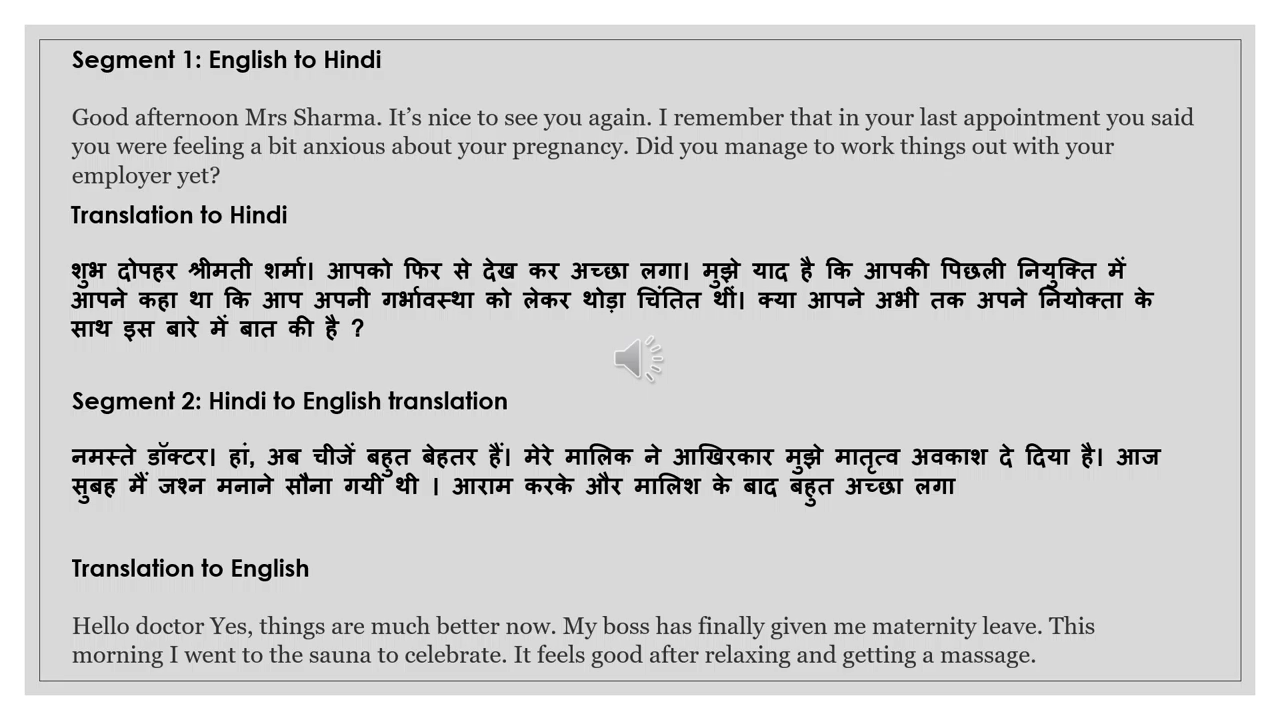 Segment 1: English to Hindi
Good afternoon Mrs Sharma. It’s nice to see you again. I remember that in your last appointment you said
you were feeling a bit anxious about your pregnancy. Did you manage to work things out with your
employer yet?
Translation to Hindi
शुभ दोपहर श्रीमती शर्मा। आपको फिर से देख कर अच्छा लगा। मुझे याद है कि आपकी पिछली नियुक्ति में
आपने कहा था कि आप अपनी गर्भावस्था को लेकर थोड़ा चिंतित थीं। क्या आपने अभी तक अपने नियोक्ता के
साथ इस बारे में बात की है ?
Segment 2: Hindi to English translation
नमस्ते डॉक्टर। हां, अब चीजें बहुत बेहतर हैं। मेरे मालिक ने आखिरकार मुझे मातृत्व अवकाश दे दिया है। आज
सुबह मैं जश्न मनाने सौना गयी थी । आराम करके और मालिश के बाद बहुत अच्छा लगा
Translation to English
Hello doctor Yes, things are much better now. My boss has finally given me maternity leave. This
morning I went to the sauna to celebrate. It feels good after relaxing and getting a massage.